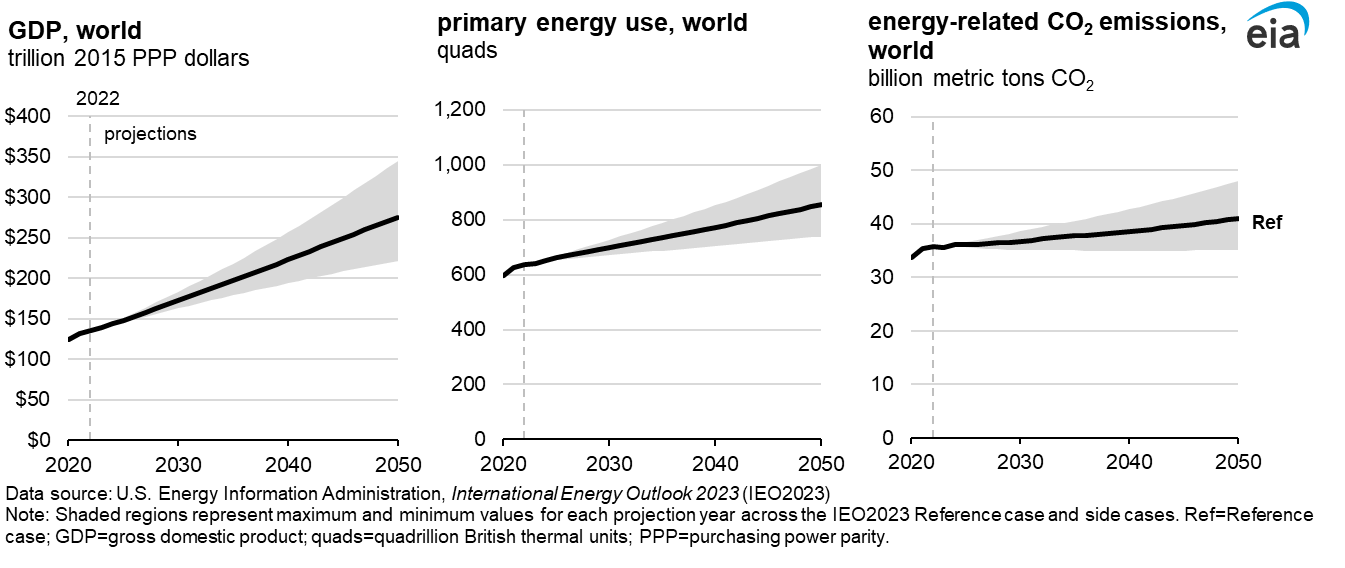 GDP, world
trillion 2015 PPP dollars
2022
projections
$400
$350
$300
$250
$200
$150
$100
$50
$0
2020 2030 2040 2050
primary energy use, world
quads
1,200
1,000
800
600
400
200
0
2020 2030 2040 2050
energy-related CO₂ emissions,
world
billion metric tons CO₂
eia
60
50
40
30
20
10
0
Ref
2020 2030 2040 2050
Data source: U.S. Energy Information Administration, International Energy Outlook 2023 (IEO2023)
Note: Shaded regions represent maximum and minimum values for each projection year across the IEO2023 Reference case and side cases. Ref=Reference
case; GDP=gross domestic product; quads=quadrillion British thermal units; PPP=purchasing power parity.